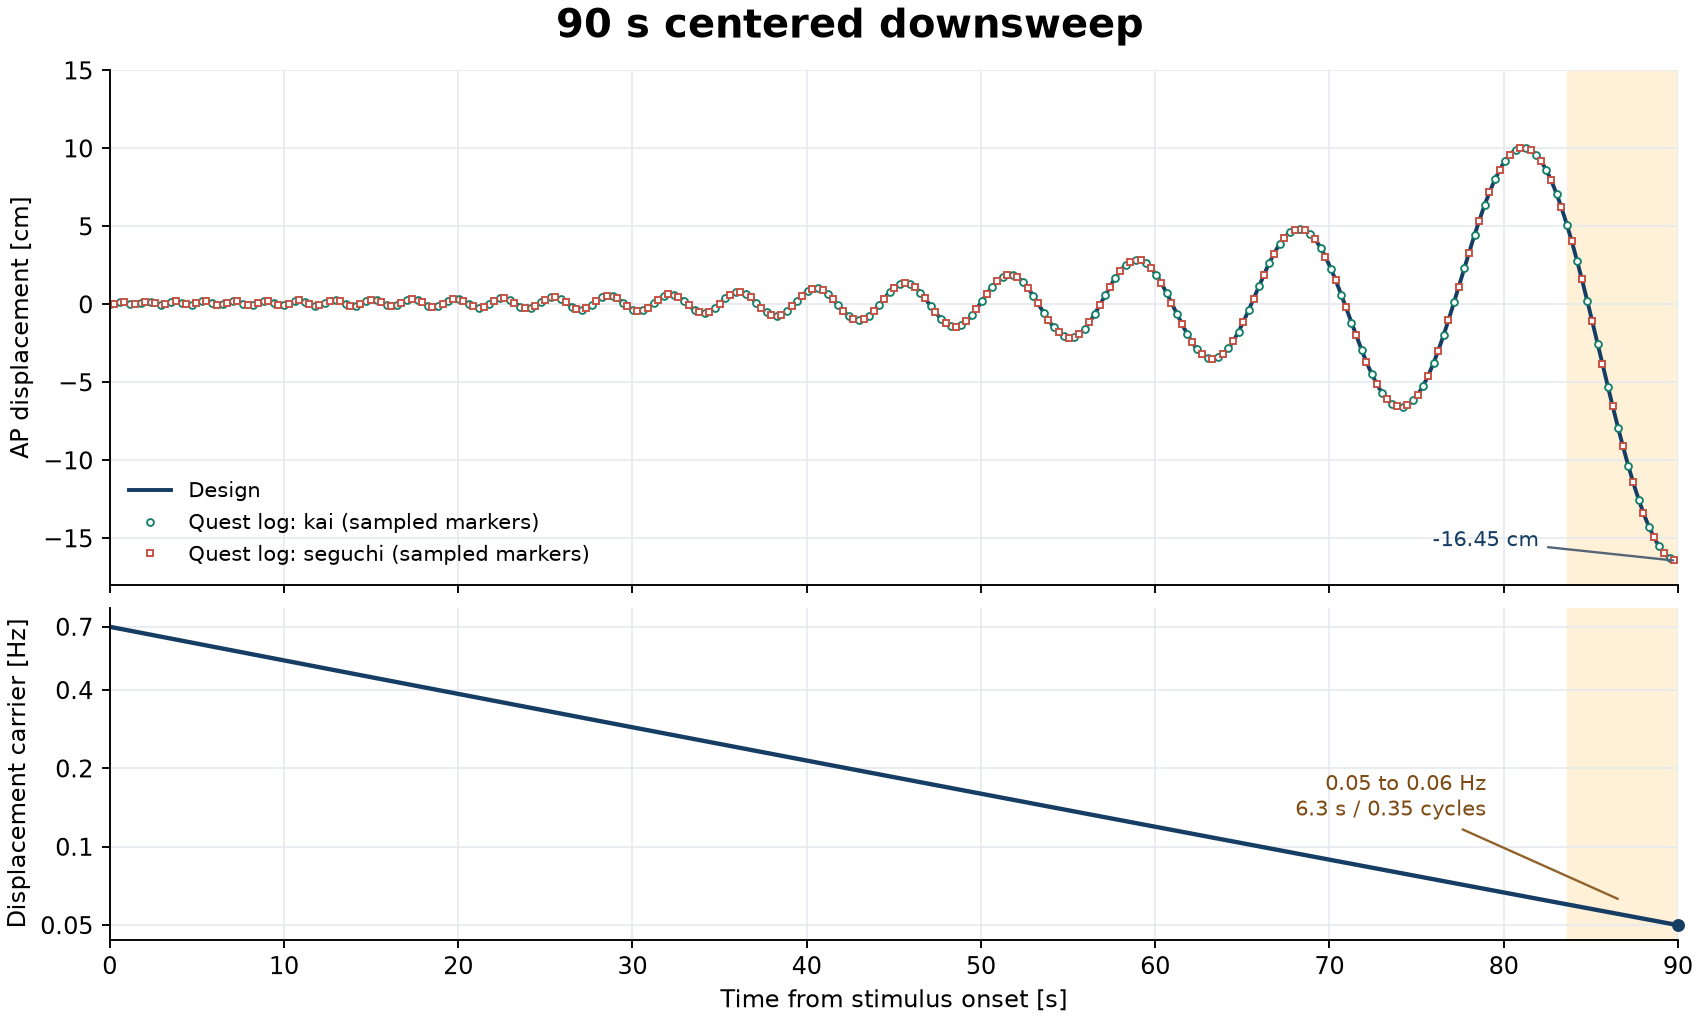 90 s centered downsweep
15
10
5
0
−5
−10
−15
AP displacement [cm]
Design
Quest log: kai (sampled markers)
Quest log: seguchi (sampled markers)
-16.45 cm
0.7
0.4
0.2
0.1
0.05
Displacement carrier [Hz]
0.05 to 0.06 Hz
6.3 s / 0.35 cycles
0 10 20 30 40 50 60 70 80 90
Time from stimulus onset [s]